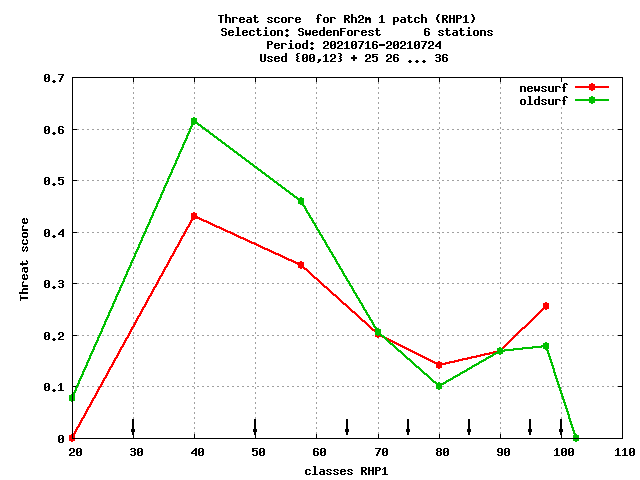 Threat score  for Rh2m 1 patch (RHP1)
Selection: SwedenForest      6 stations
Period: 20210716-20210724
Used {00,12} + 25 26 ... 36
newsurf
oldsurf
0.7
0.6
0.5
0.4
0.3
0.2
0.1
0
Threat score
20 30 40 50 60 70 80 90 100 110
classes RHP1